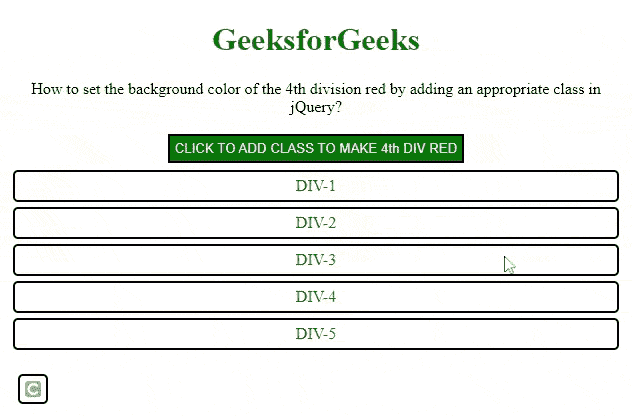 GeeksforGeeks
How to set the background color of the 4th division red by adding an appropriate class in
jQuery?
CLICK TO ADD CLASS TO MAKE 4th DIV RED
DIV-1
DIV-2
DIV-3
DIV-4
DIV-5
C